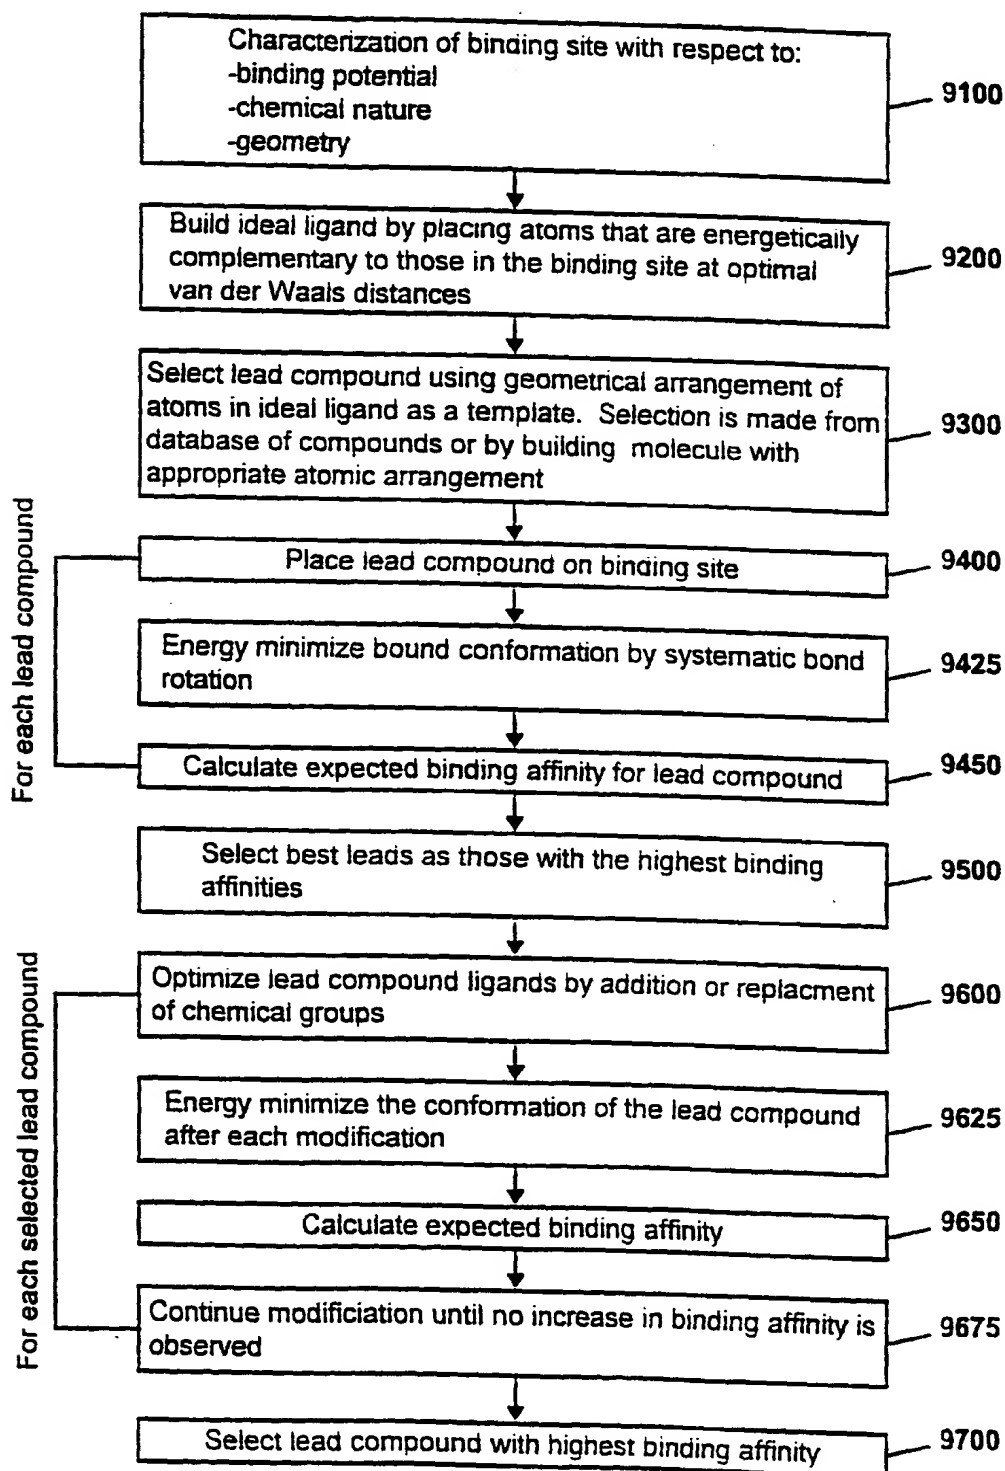 Characterization of binding site with respect to:
-binding potential
-chemical nature
-geometry
9100
Build ideal ligand by placing atoms that are energetically
complementary to those in the binding site at optimal
van der Waals distances
9200
Select lead compound using geometrical arrangement of
atoms in ideal ligand as a template. Selection is made from
database of compounds or by building molecule with
appropriate atomic arrangement
9300
For each lead compound
Place lead compound on binding site
9400
Energy minimize bound conformation by systematic bond
rotation
9425
Calculate expected binding affinity for lead compound
9450
Select best leads as those with the highest binding
affinities
9500
For each selected lead compound
Optimize lead compound ligands by addition or replacment
of chemical groups
9600
Energy minimize the conformation of the lead compound
after each modification
9625
Calculate expected binding affinity
9650
Continue modificiation until no increase in binding affinity is
observed
9675
Select lead compound with highest binding affinity
9700